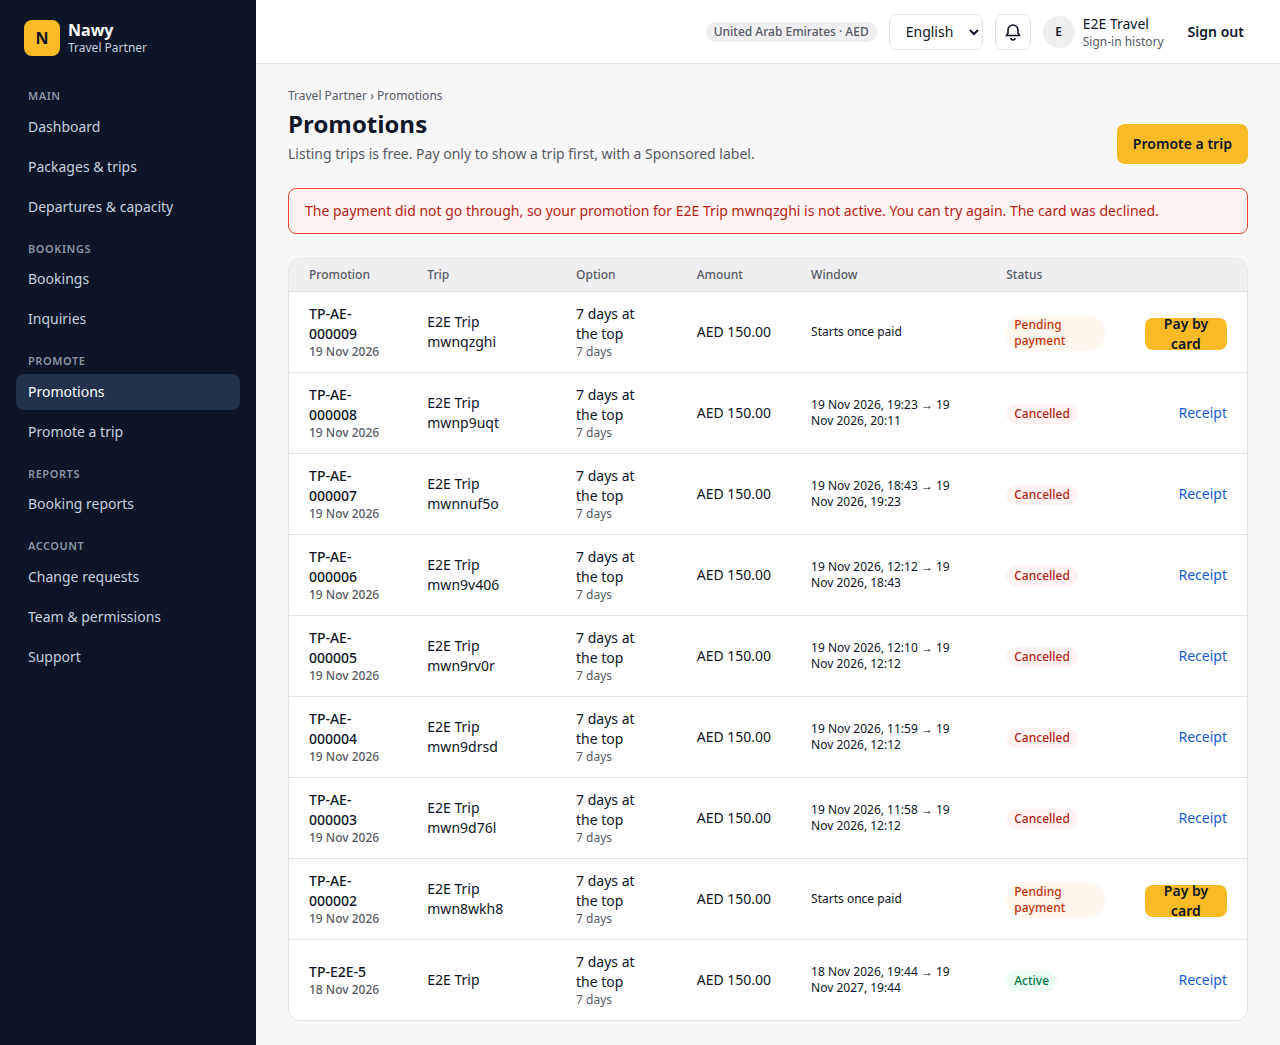 N
Nawy
Travel Partner
MAIN
Dashboard
Packages & trips
Departures & capacity
BOOKINGS
Bookings
Inquiries
PROMOTE
Promotions
Promote a trip
REPORTS
Booking reports
ACCOUNT
Change requests
Team & permissions
Support
United Arab Emirates · AED
English
E
E2E Travel
Sign-in history
Sign out
Travel Partner › Promotions
Promotions
Listing trips is free. Pay only to show a trip first, with a Sponsored label.
Promote a trip
The payment did not go through, so your promotion for E2E Trip mwnqzghi is not active. You can try again. The card was declined.
Promotion Trip Option Amount Window Status
TP-AE-
000009
19 Nov 2026
E2E Trip
mwnqzghi
7 days at
the top
7 days
AED 150.00
Starts once paid
Pending
payment
Pay by
card
TP-AE-
000008
19 Nov 2026
E2E Trip
mwnp9uqt
7 days at
the top
7 days
AED 150.00
19 Nov 2026, 19:23 → 19
Nov 2026, 20:11
Cancelled
Receipt
TP-AE-
000007
19 Nov 2026
E2E Trip
mwnnuf5o
7 days at
the top
7 days
AED 150.00
19 Nov 2026, 18:43 → 19
Nov 2026, 19:23
Cancelled
Receipt
TP-AE-
000006
19 Nov 2026
E2E Trip
mwn9v406
7 days at
the top
7 days
AED 150.00
19 Nov 2026, 12:12 → 19
Nov 2026, 18:43
Cancelled
Receipt
TP-AE-
000005
19 Nov 2026
E2E Trip
mwn9rv0r
7 days at
the top
7 days
AED 150.00
19 Nov 2026, 12:10 → 19
Nov 2026, 12:12
Cancelled
Receipt
TP-AE-
000004
19 Nov 2026
E2E Trip
mwn9drsd
7 days at
the top
7 days
AED 150.00
19 Nov 2026, 11:59 → 19
Nov 2026, 12:12
Cancelled
Receipt
TP-AE-
000003
19 Nov 2026
E2E Trip
mwn9d76l
7 days at
the top
7 days
AED 150.00
19 Nov 2026, 11:58 → 19
Nov 2026, 12:12
Cancelled
Receipt
TP-AE-
000002
19 Nov 2026
E2E Trip
mwn8wkh8
7 days at
the top
7 days
AED 150.00
Starts once paid
Pending
payment
Pay by
card
TP-E2E-5
18 Nov 2026
E2E Trip
7 days at
the top
7 days
AED 150.00
18 Nov 2026, 19:44 → 19
Nov 2027, 19:44
Active
Receipt